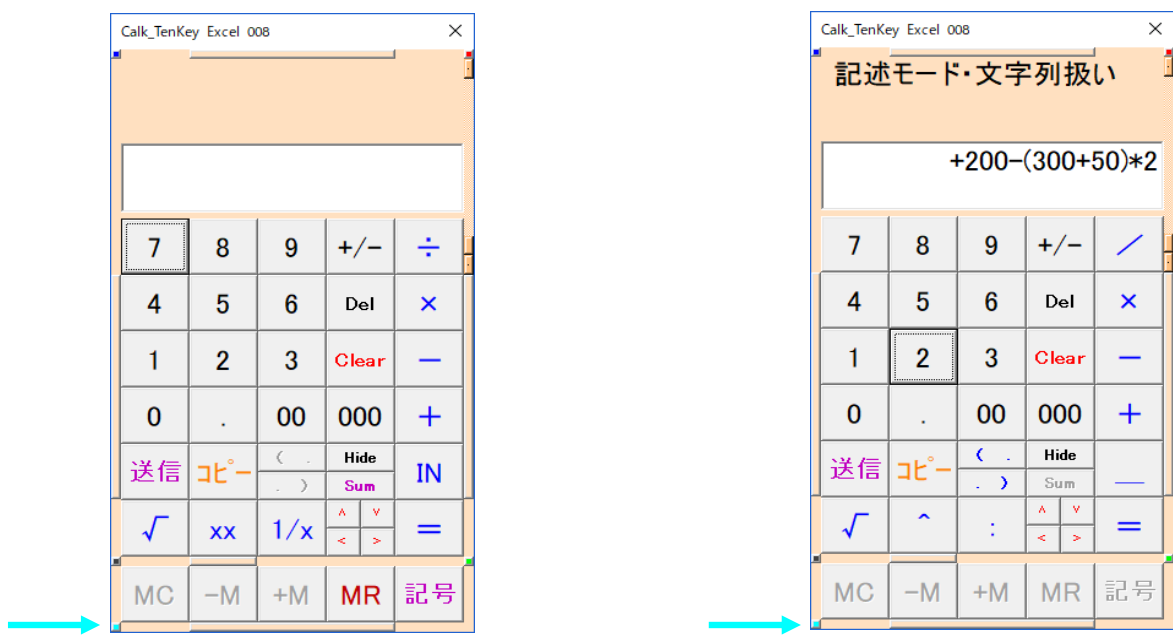 Calk_TenKey Excel 008
7 8 9 +/− ÷
4 5 6 Del ×
1 2 3 Clear −
0 . 00 000 +
送信 コピー ( . Hide IN
. ) Sum
√ xx 1/x ∧ ∨ =
< >
MC −M +M MR 記号
Calk_TenKey Excel 008
記述モード・文字列扱い
+200−(300+50)*2
7 8 9 +/− ／
4 5 6 Del ×
1 2 3 Clear −
0 . 00 000 +
送信 コピー ( . Hide __
. ) Sum
√ ^ : ∧ ∨ =
< >
MC −M +M MR 記号